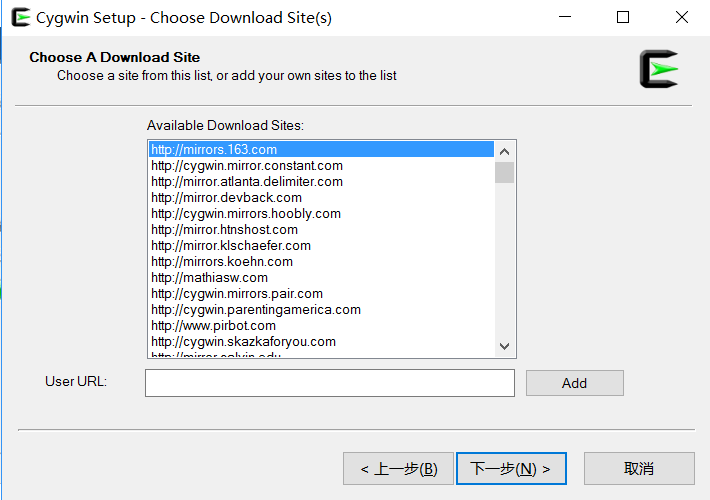 Cygwin Setup - Choose Download Site(s)
Choose A Download Site
Choose a site from this list, or add your own sites to the list
Available Download Sites:
http://mirrors.163.com
http://cygwin.mirror.constant.com
http://mirror.atlanta.delimiter.com
http://mirror.devback.com
http://cygwin.mirrors.hoobly.com
http://mirror.htnshost.com
http://mirror.klschaefer.com
http://mirrors.koehn.com
http://mathiasw.com
http://cygwin.mirrors.pair.com
http://cygwin.parentingamerica.com
http://www.pirbot.com
http://cygwin.skazkaforyou.com
http://mirror.calvin.edu
User URL:
Add
< 上一步(B)
下一步(N) >
取消